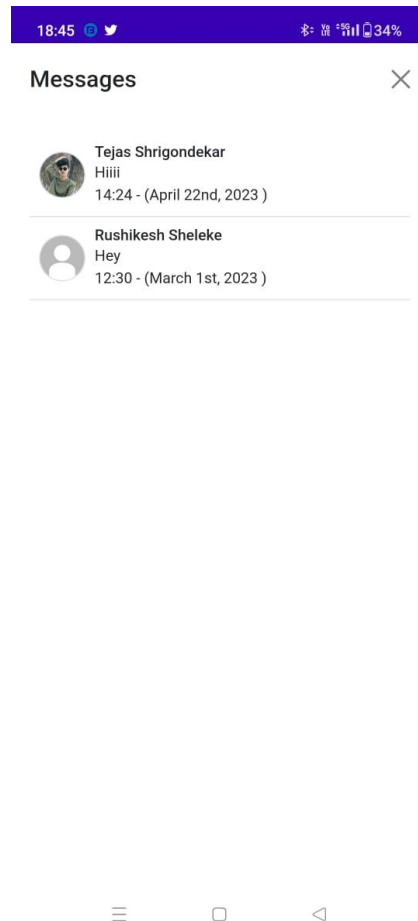 18:45 34%
Messages
Tejas Shrigondekar
Hiiii
14:24 - (April 22nd, 2023 )
Rushikesh Sheleke
Hey
12:30 - (March 1st, 2023 )